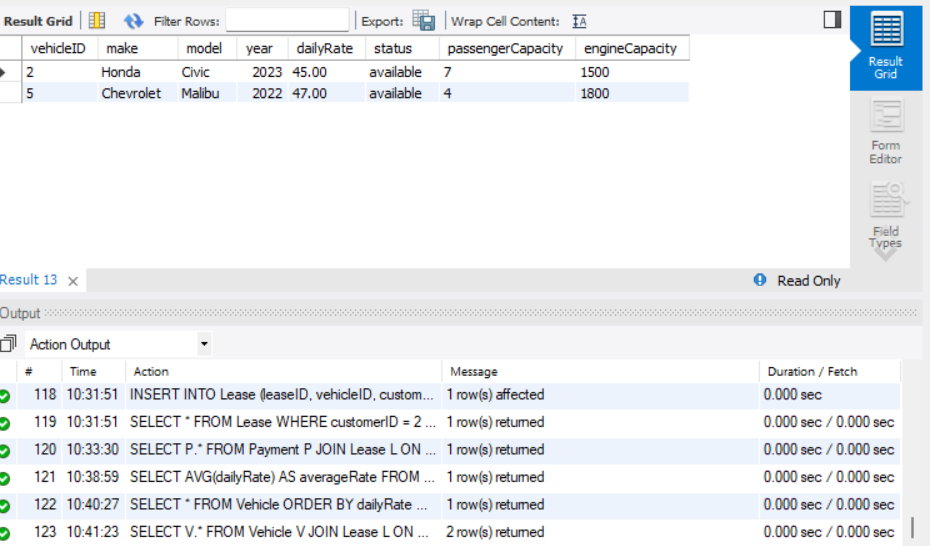 Result Grid Filter Rows: Export: Wrap Cell Content: IA
vehicleID make model year dailyRate status passengerCapacity engineCapacity
2 Honda Civic 2023 45.00 available 7 1500
5 Chevrolet Malibu 2022 47.00 available 4 1800
Result
Grid
Form
Editor
Field
Types
Result 13 Read Only
Output
Action Output
# Time Action Message Duration / Fetch
118 10:31:51 INSERT INTO Lease (leaseID, vehicleID, custom... 1 row(s) affected 0.000 sec
119 10:31:51 SELECT * FROM Lease WHERE customerID = 2 ... 1 row(s) returned 0.000 sec / 0.000 sec
120 10:33:30 SELECT P.* FROM Payment P JOIN Lease L ON ... 1 row(s) returned 0.000 sec / 0.000 sec
121 10:38:59 SELECT AVG(dailyRate) AS averageRate FROM ... 1 row(s) returned 0.000 sec / 0.000 sec
122 10:40:27 SELECT * FROM Vehicle ORDER BY dailyRate ... 1 row(s) returned 0.000 sec / 0.000 sec
123 10:41:23 SELECT V.* FROM Vehicle V JOIN Lease L ON ... 2 row(s) returned 0.000 sec / 0.000 sec